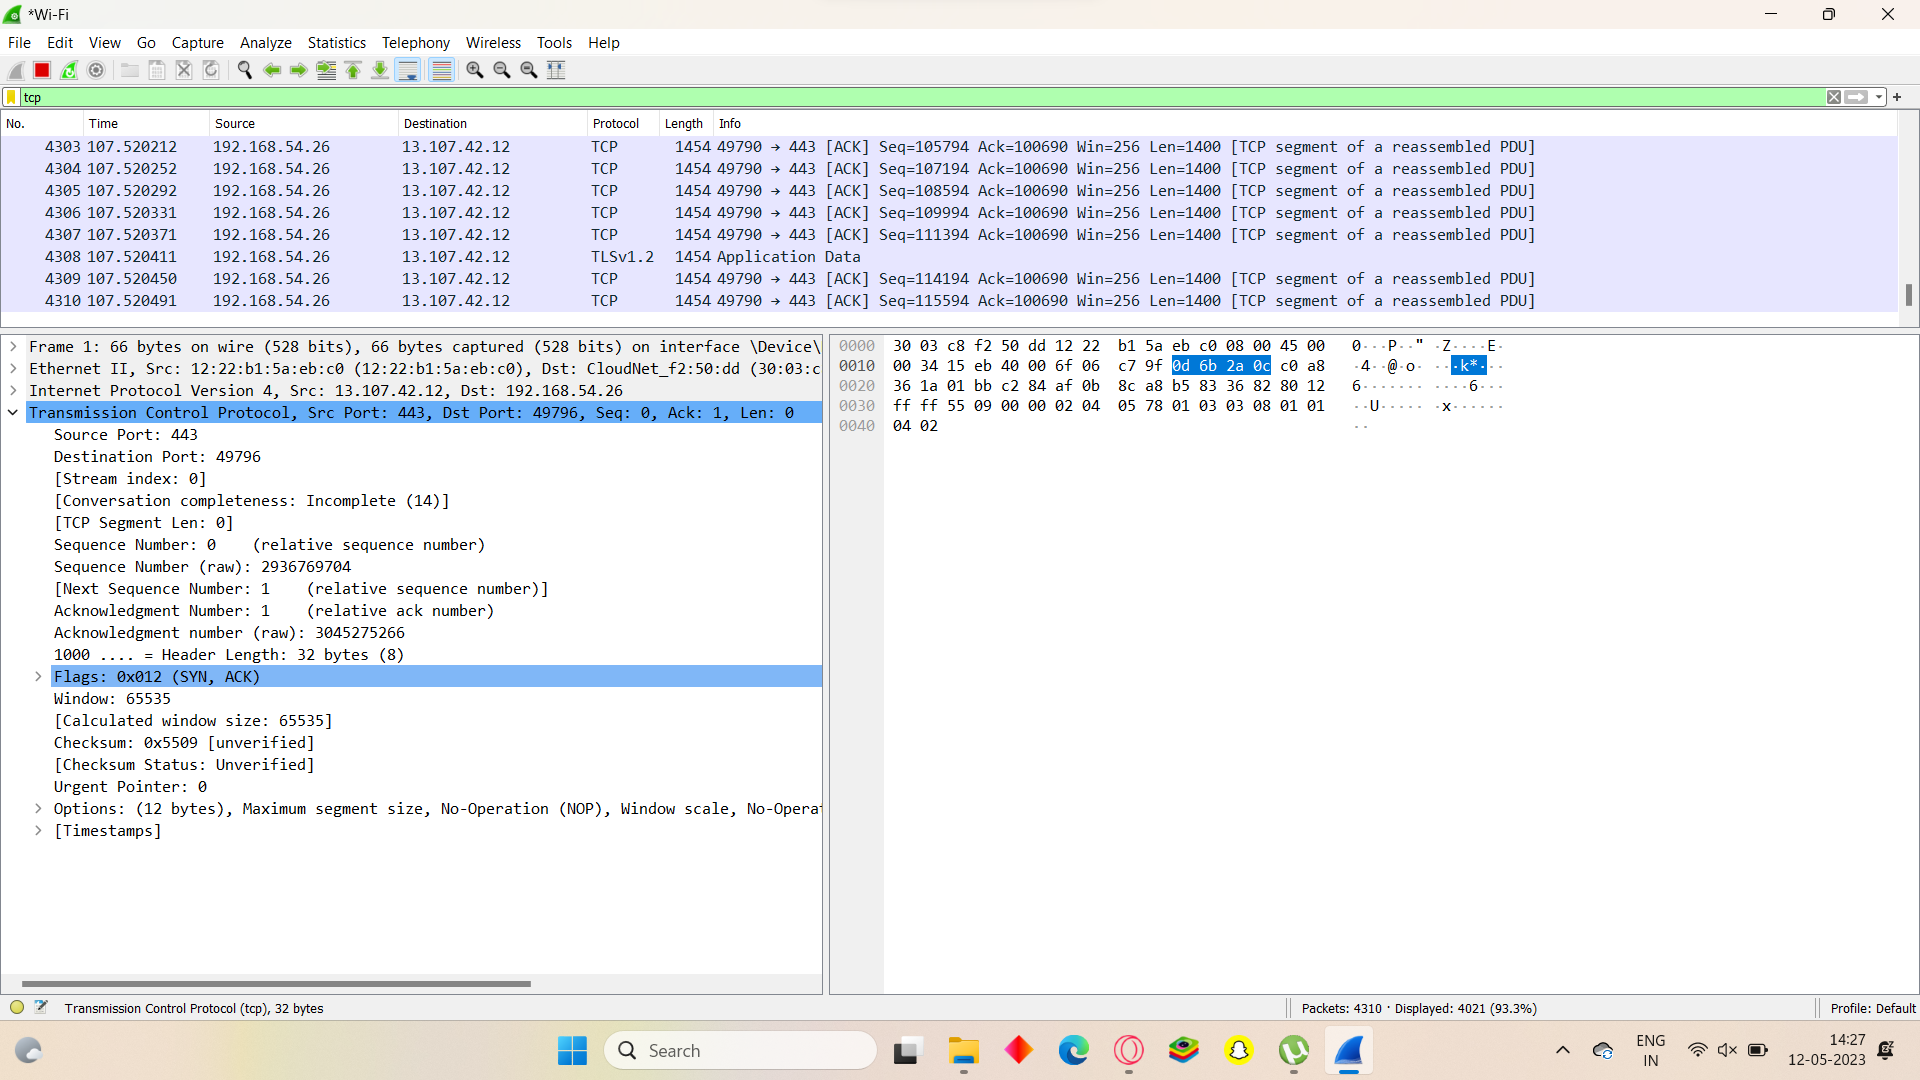 *Wi-Fi
File Edit View Go Capture Analyze Statistics Telephony Wireless Tools Help
tcp
No. Time Source Destination Protocol Length Info
4303 107.520212 192.168.54.26 13.107.42.12 TCP 1454 49790 → 443 [ACK] Seq=105794 Ack=100690 Win=256 Len=1400 [TCP segment of a reassembled PDU]
4304 107.520252 192.168.54.26 13.107.42.12 TCP 1454 49790 → 443 [ACK] Seq=107194 Ack=100690 Win=256 Len=1400 [TCP segment of a reassembled PDU]
4305 107.520292 192.168.54.26 13.107.42.12 TCP 1454 49790 → 443 [ACK] Seq=108594 Ack=100690 Win=256 Len=1400 [TCP segment of a reassembled PDU]
4306 107.520331 192.168.54.26 13.107.42.12 TCP 1454 49790 → 443 [ACK] Seq=109994 Ack=100690 Win=256 Len=1400 [TCP segment of a reassembled PDU]
4307 107.520371 192.168.54.26 13.107.42.12 TCP 1454 49790 → 443 [ACK] Seq=111394 Ack=100690 Win=256 Len=1400 [TCP segment of a reassembled PDU]
4308 107.520411 192.168.54.26 13.107.42.12 TLSv1.2 1454 Application Data
4309 107.520450 192.168.54.26 13.107.42.12 TCP 1454 49790 → 443 [ACK] Seq=114194 Ack=100690 Win=256 Len=1400 [TCP segment of a reassembled PDU]
4310 107.520491 192.168.54.26 13.107.42.12 TCP 1454 49790 → 443 [ACK] Seq=115594 Ack=100690 Win=256 Len=1400 [TCP segment of a reassembled PDU]
Frame 1: 66 bytes on wire (528 bits), 66 bytes captured (528 bits) on interface \Device\
Ethernet II, Src: 12:22:b1:5a:eb:c0 (12:22:b1:5a:eb:c0), Dst: CloudNet_f2:50:dd (30:03:c
Internet Protocol Version 4, Src: 13.107.42.12, Dst: 192.168.54.26
Transmission Control Protocol, Src Port: 443, Dst Port: 49796, Seq: 0, Ack: 1, Len: 0
Source Port: 443
Destination Port: 49796
[Stream index: 0]
[Conversation completeness: Incomplete (14)]
[TCP Segment Len: 0]
Sequence Number: 0 (relative sequence number)
Sequence Number (raw): 2936769704
[Next Sequence Number: 1 (relative sequence number)]
Acknowledgment Number: 1 (relative ack number)
Acknowledgment number (raw): 3045275266
1000 .... = Header Length: 32 bytes (8)
Flags: 0x012 (SYN, ACK)
Window: 65535
[Calculated window size: 65535]
Checksum: 0x5509 [unverified]
[Checksum Status: Unverified]
Urgent Pointer: 0
Options: (12 bytes), Maximum segment size, No-Operation (NOP), Window scale, No-Opera
[Timestamps]
0000 30 03 c8 f2 50 dd 12 22 b1 5a eb c0 08 00 45 00 0···P··" ·Z····E·
0010 00 34 15 eb 40 00 6f 06 c7 9f 0d 6b 2a 0c c0 a8 ·4··@·o· ···k*···
0020 36 1a 01 bb c2 84 af 0b 8c a8 b5 83 36 82 80 12 6······· ····6···
0030 ff ff 55 09 00 00 02 04 05 78 01 03 03 08 01 01 ··U····· ·x······
0040 04 02 ··
Transmission Control Protocol (tcp), 32 bytes
Packets: 4310 · Displayed: 4021 (93.3%)
Profile: Default
Search
ENG
IN
14:27
12-05-2023